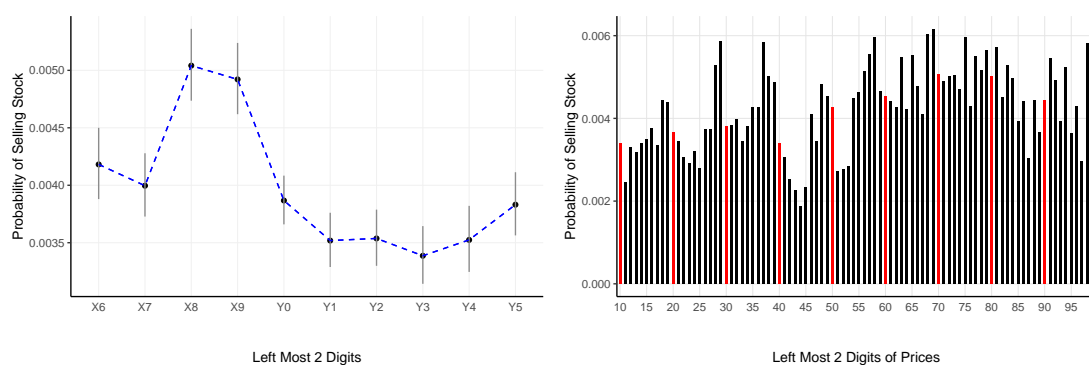 Probability of Selling Stock
0.0050
0.0045
0.0040
0.0035
X6 X7 X8 X9 Y0 Y1 Y2 Y3 Y4 Y5
Left Most 2 Digits
Probability of Selling Stock
0.006
0.004
0.002
0.000
10 15 20 25 30 35 40 45 50 55 60 65 70 75 80 85 90 95
Left Most 2 Digits of Prices